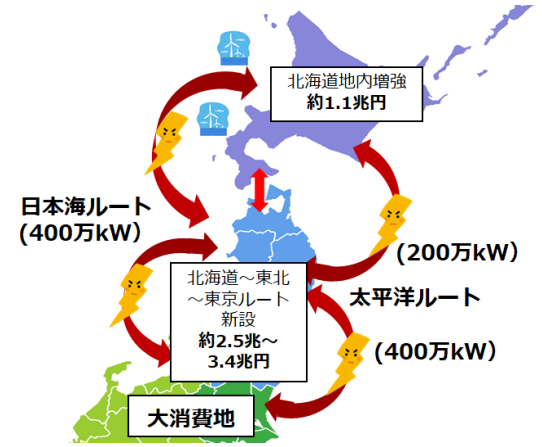 北海道地内増強
約1.1兆円
日本海ルート
(400万kW）
(200万kW）
太平洋ルート
北海道～東北
～東京ルート
新設
約2.5兆～
3.4兆円
(400万kW）
大消費地